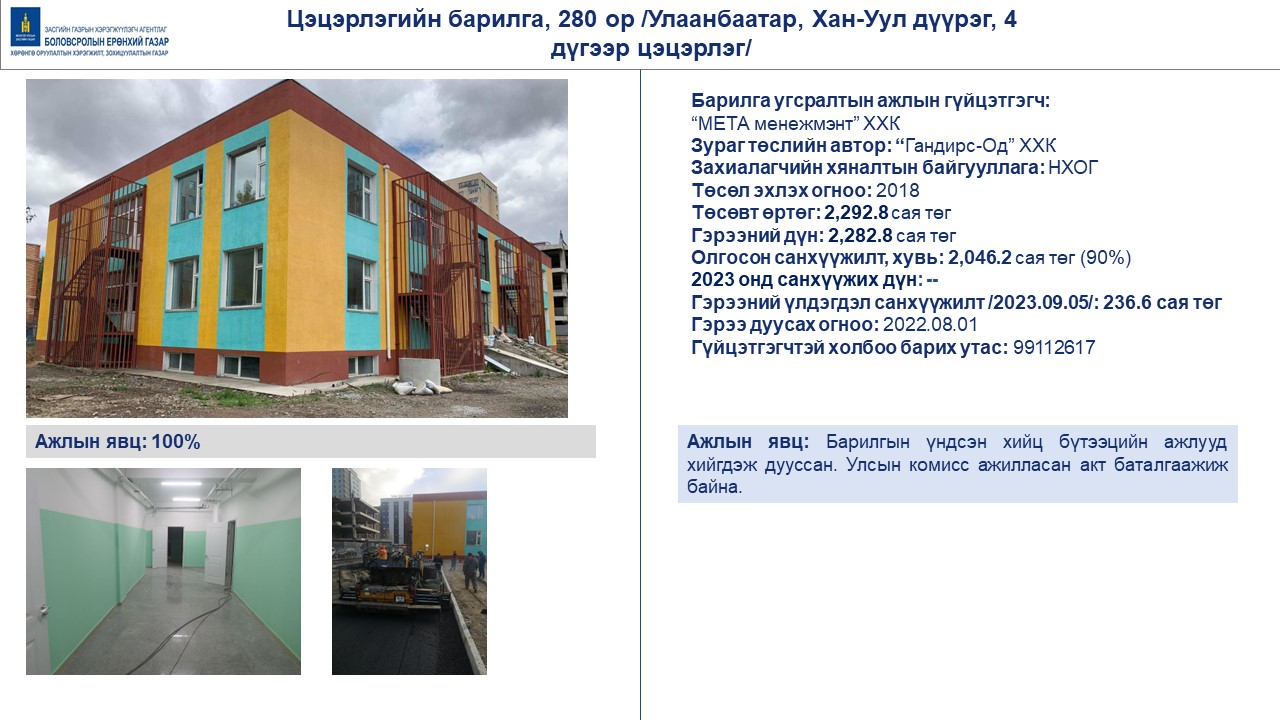 ЗАСГИЙН ГАЗРЫН ХЭРЭГЖҮҮЛЭГЧ АГЕНТЛАГ
БОЛОВСРОЛЫН ЕРӨНХИЙ ГАЗАР
ХӨРӨНГӨ ОРУУЛАЛТЫН ХЭРЭГЖИЛТ, ЗОХИЦУУЛАЛТЫН ГАЗАР
Цэцэрлэгийн барилга, 280 ор /Улаанбаатар, Хан-Уул дүүрэг, 4
дүгээр цэцэрлэг/
Барилга угсралтын ажлын гүйцэтгэгч:
“МЕТА менежмэнт” ХХК
Зураг төслийн автор: “Гандирс-Од” ХХК
Захиалагчийн хяналтын байгууллага: НХОГ
Төсөл эхлэх огноо: 2018
Төсөвт өртөг: 2,292.8 сая төг
Гэрээний дүн: 2,282.8 сая төг
Олгосон санхүүжилт, хувь: 2,046.2 сая төг (90%)
2023 онд санхүүжих дүн: --
Гэрээний үлдэгдэл санхүүжилт /2023.09.05/: 236.6 сая төг
Гэрээ дуусах огноо: 2022.08.01
Гүйцэтгэгчтэй холбоо барих утас: 99112617
Ажлын явц: 100%
Ажлын явц: Барилгын үндсэн хийц бүтээцийн ажлууд
хийгдэж дууссан. Улсын комисс ажилласан акт баталгаажиж
байна.